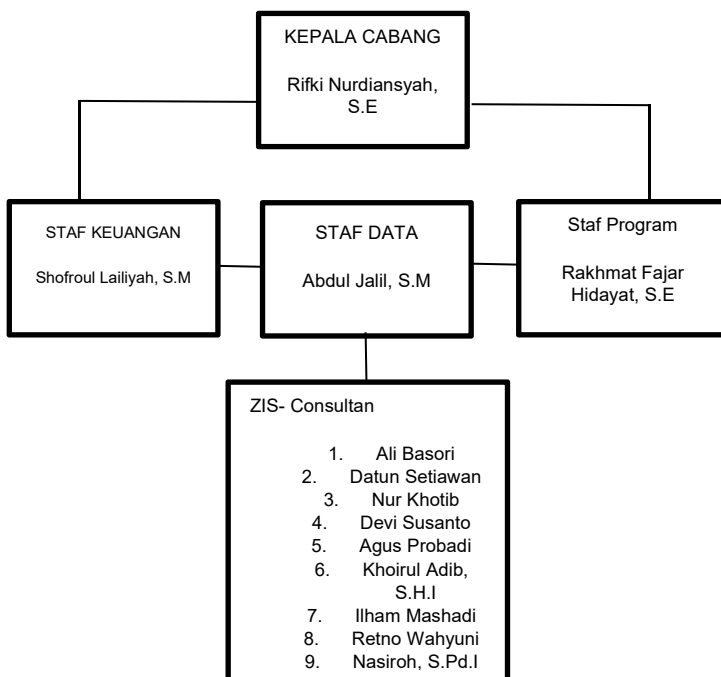 KEPALA CABANG
Rifki Nurdiansyah,
S.E
STAF KEUANGAN
Shofroul Lailiyah, S.M
STAF DATA
Abdul Jalil, S.M
Staf Program
Rakhmat Fajar
Hidayat, S.E
ZIS- Consultan
1. Ali Basori
2. Datun Setiawan
3. Nur Khotib
4. Devi Susanto
5. Agus Probadi
6. Khoirul Adib,
S.H.I
7. Ilham Mashadi
8. Retno Wahyuni
9. Nasiroh, S.Pd.I